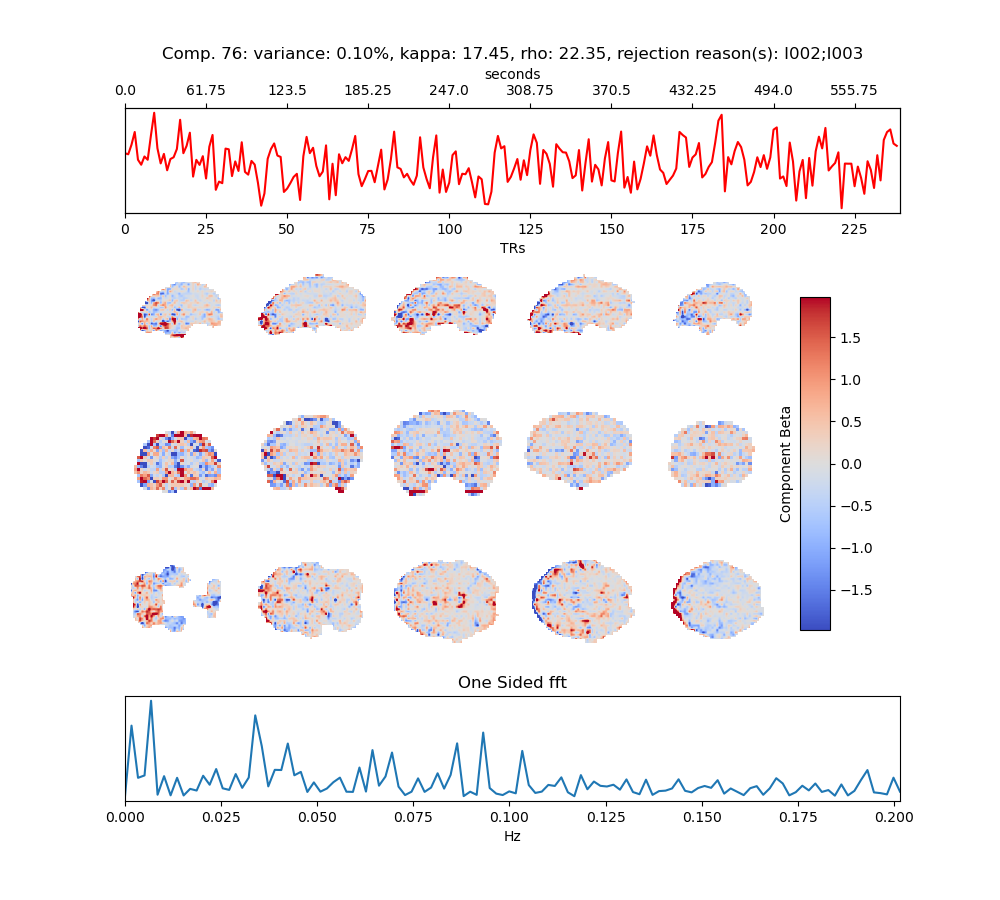 Comp. 76: variance: 0.10%, kappa: 17.45, rho: 22.35, rejection reason(s): I002;I003
seconds
0.0 61.75 123.5 185.25 247.0 308.75 370.5 432.25 494.0 555.75
0 25 50 75 100 125 150 175 200 225
TRs
1.5
1.0
0.5
0.0
−0.5
−1.0
−1.5
Component Beta
One Sided fft
0.000 0.025 0.050 0.075 0.100 0.125 0.150 0.175 0.200
Hz